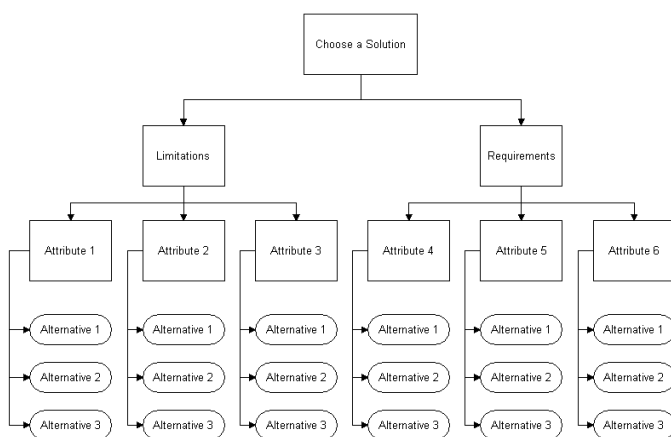 Choose a Solution
Limitations
Requirements
Attribute 1
Attribute 2
Attribute 3
Attribute 4
Attribute 5
Attribute 6
Alternative 1
Alternative 1
Alternative 1
Alternative 1
Alternative 1
Alternative 1
Alternative 2
Alternative 2
Alternative 2
Alternative 2
Alternative 2
Alternative 2
Alternative 3
Alternative 3
Alternative 3
Alternative 3
Alternative 3
Alternative 3